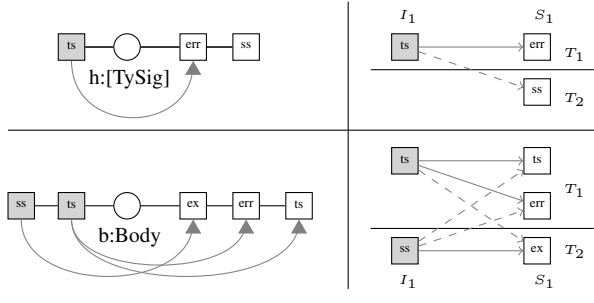 I₁ S₁
ts err ss
h:[TySig]
ts err T₁
ss T₂
ss ts ex err ts
b:Body
ts ts
err T₁
ss ex T₂
I₁ S₁